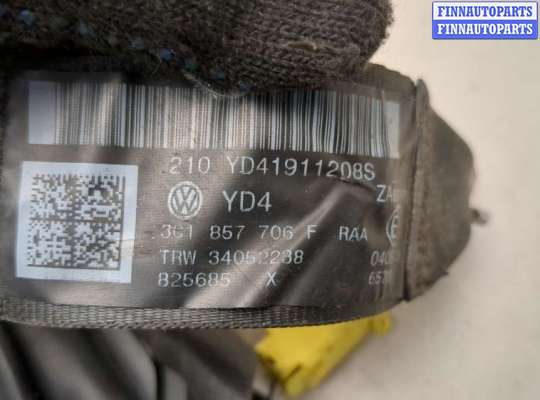 FINNAUTOPARTS
FINNAUTOPARTS
210 YD41911208S
YD4
3C1 857 706 F RAA
TRW 34052238
825685 X